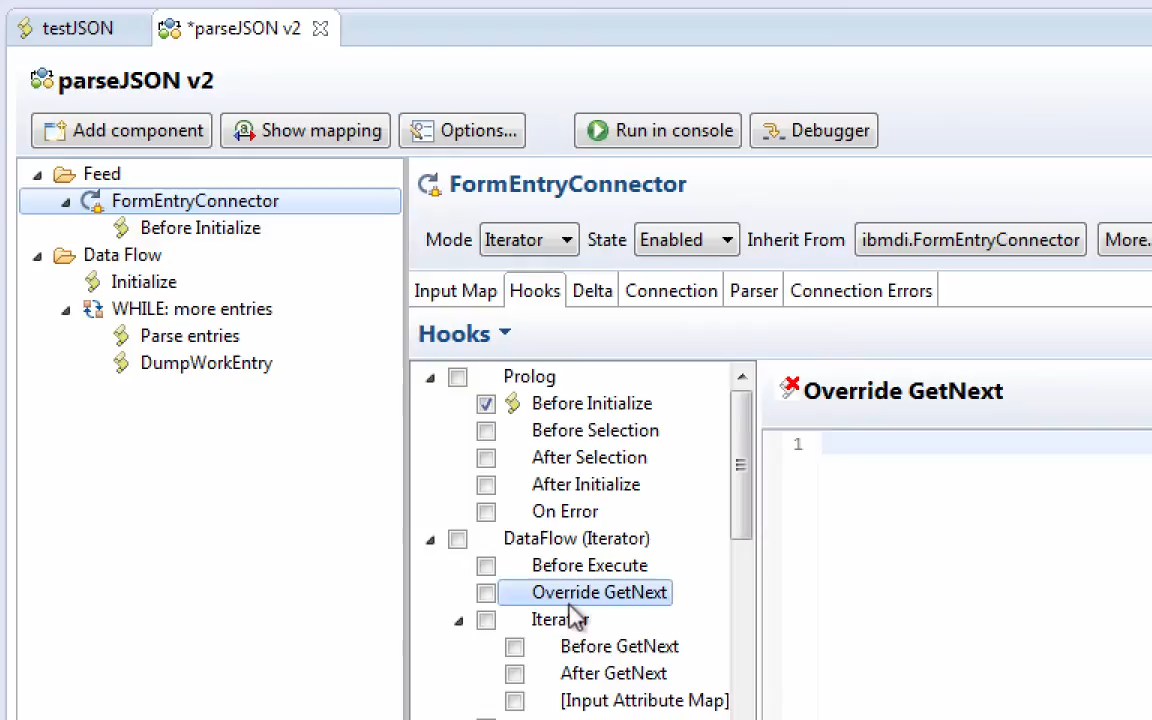 testJSON *parseJSON v2
parseJSON v2
Add component Show mapping Options... Run in console Debugger
Feed
FormEntryConnector
Before Initialize
Data Flow
Initialize
WHILE: more entries
Parse entries
DumpWorkEntry
FormEntryConnector
Mode Iterator State Enabled Inherit From ibmdi.FormEntryConnector More.
Input Map Hooks Delta Connection Parser Connection Errors
Hooks
Prolog
Before Initialize
Before Selection
After Selection
After Initialize
On Error
DataFlow (Iterator)
Before Execute
Override GetNext
Iterator
Before GetNext
After GetNext
[Input Attribute Map]
Override GetNext
1